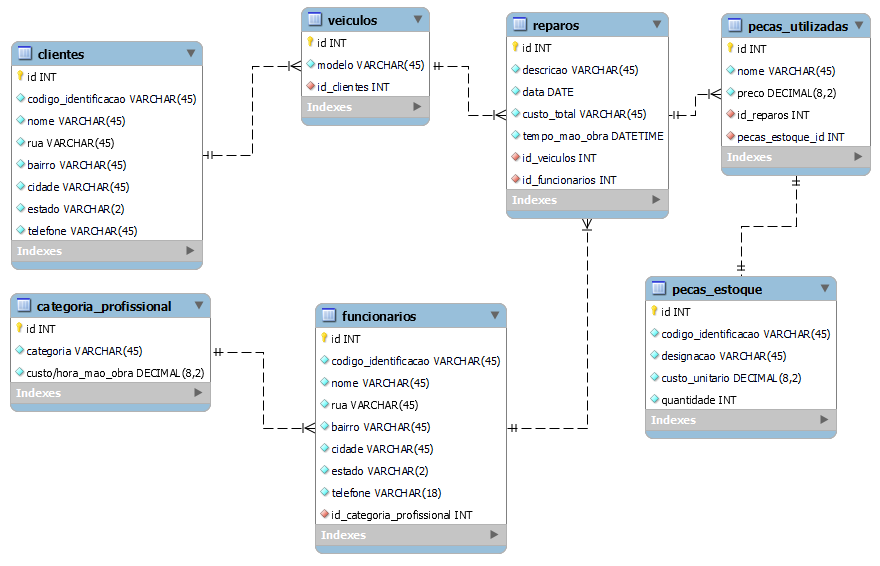 clientes
id INT
codigo_identificacao VARCHAR(45)
nome VARCHAR(45)
rua VARCHAR(45)
bairro VARCHAR(45)
cidade VARCHAR(45)
estado VARCHAR(2)
telefone VARCHAR(45)
Indexes
veiculos
id INT
modelo VARCHAR(45)
id_clientes INT
Indexes
reparos
id INT
descricao VARCHAR(45)
data DATE
custo_total VARCHAR(45)
tempo_mao_obra DATETIME
id_veiculos INT
id_funcionarios INT
Indexes
pecas_utilizadas
id INT
nome VARCHAR(45)
preco DECIMAL(8,2)
id_reparos INT
pecas_estoque_id INT
Indexes
categoria_profissional
id INT
categoria VARCHAR(45)
custo/hora_mao_obra DECIMAL(8,2)
Indexes
funcionarios
id INT
codigo_identificacao VARCHAR(45)
nome VARCHAR(45)
rua VARCHAR(45)
bairro VARCHAR(45)
cidade VARCHAR(45)
estado VARCHAR(2)
telefone VARCHAR(18)
id_categoria_profissional INT
Indexes
pecas_estoque
id INT
codigo_identificacao VARCHAR(45)
designacao VARCHAR(45)
custo_unitario DECIMAL(8,2)
quantidade INT
Indexes